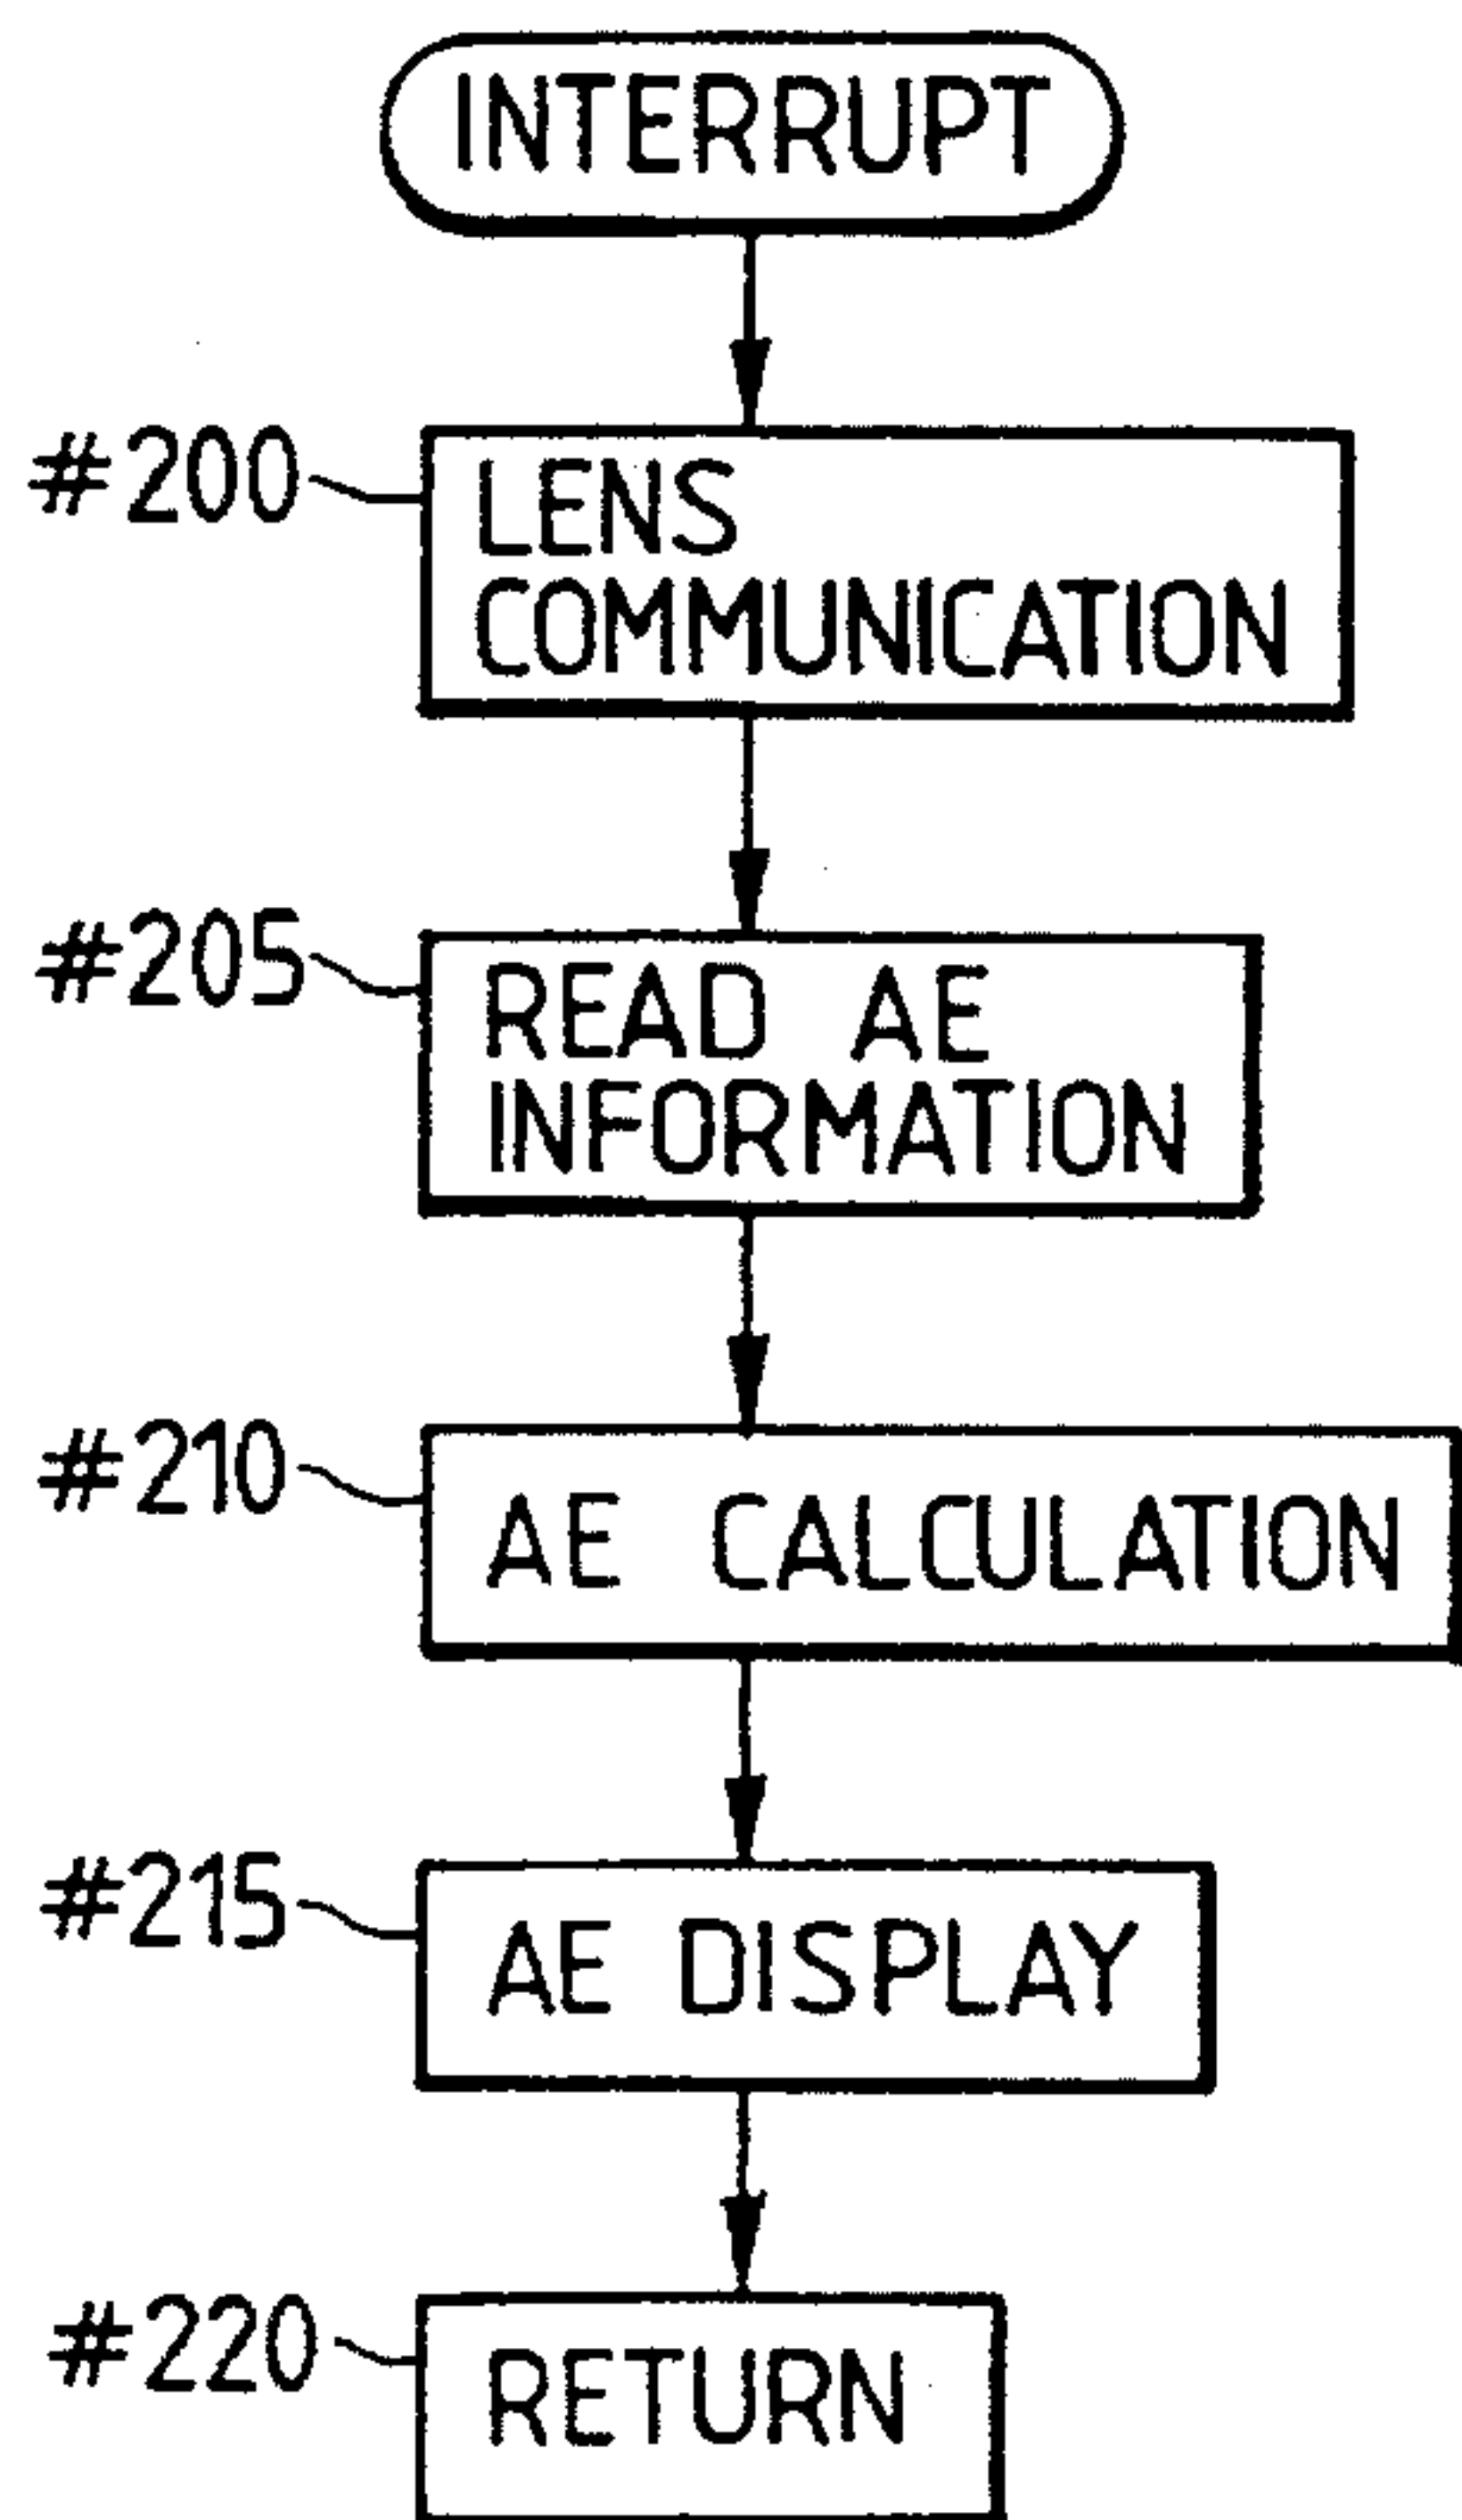 INTERRUPT
#200
LENS
COMMUNICATION
#205
READ AE
INFORMATION
#210
AE CALCULATION
#215
AE DISPLAY
#220
RETURN